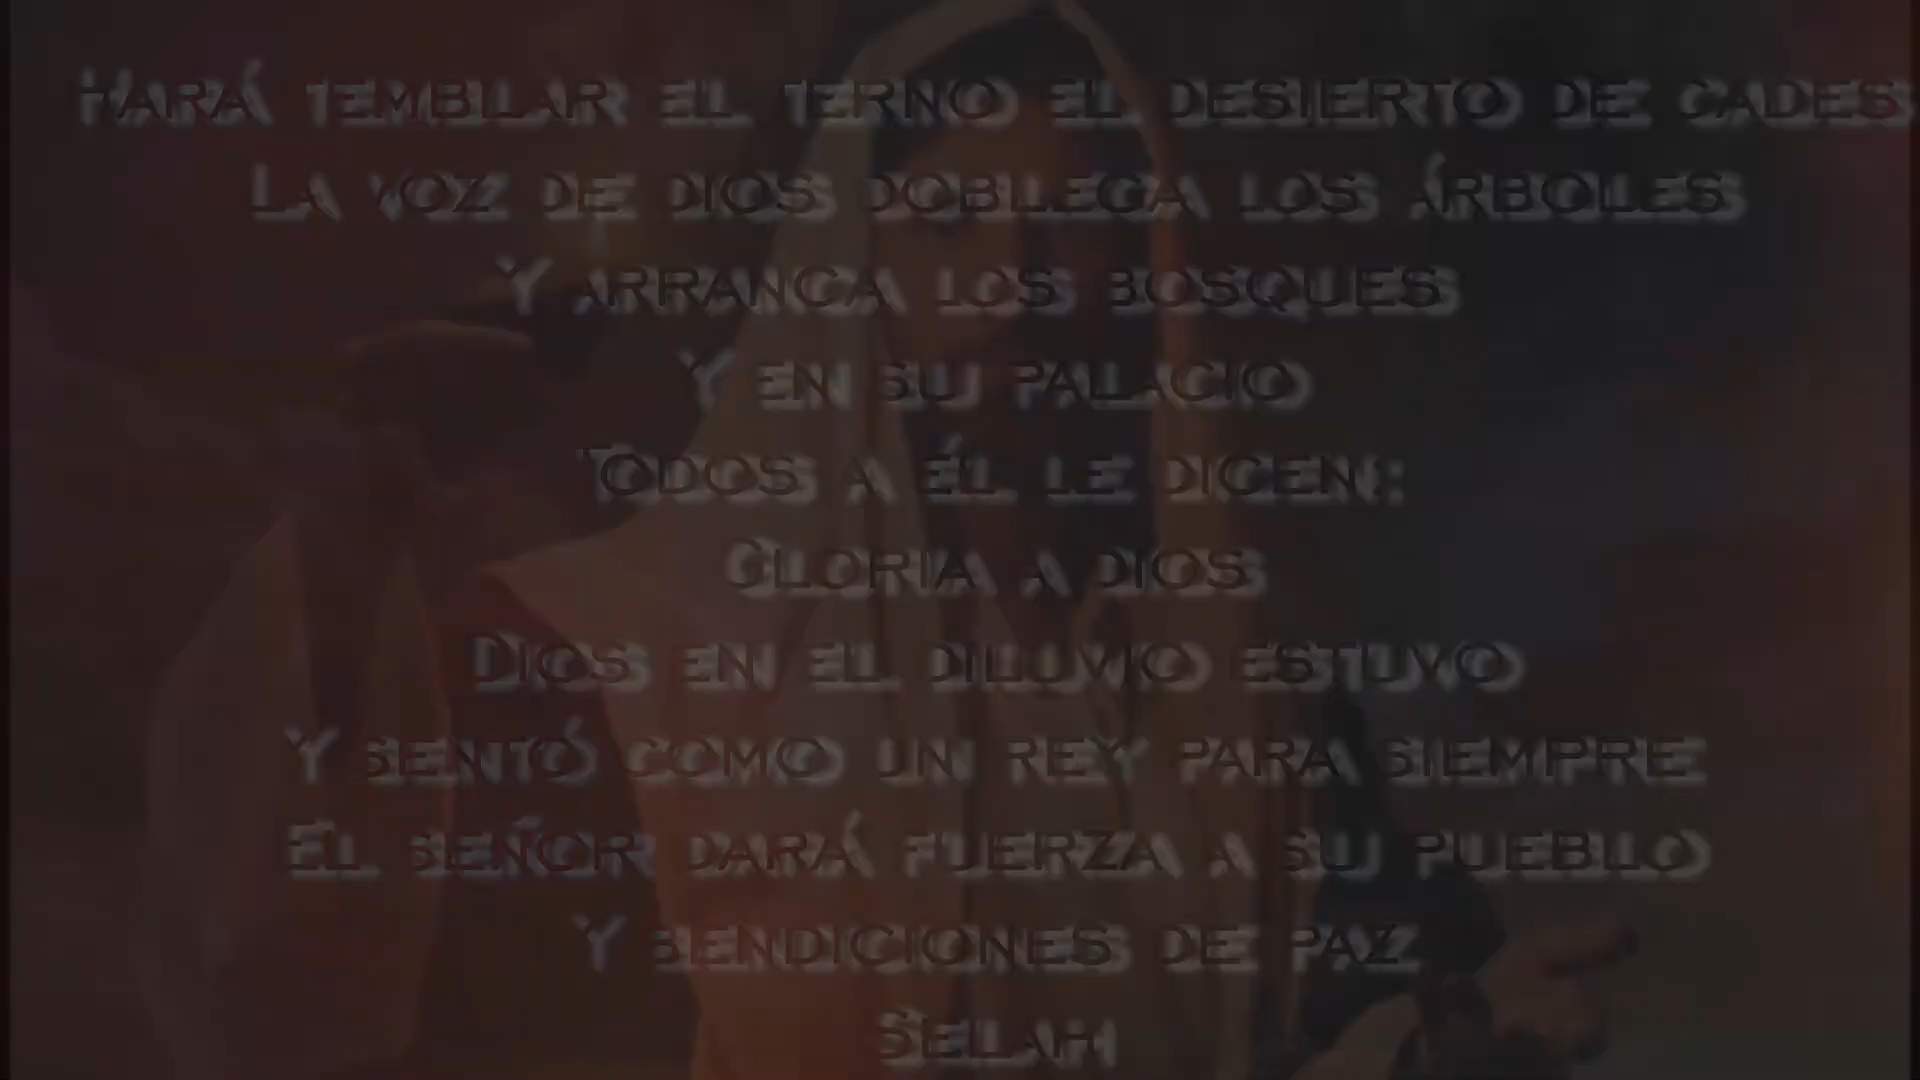 Hará temblar el terno el desierto de cades
La voz de dios doblega los árboles
Y arranca los bosques
Y en su palacio
Todos a él le dicen:
Gloria a dios
Dios en el diluvio estuvo
Y sentó como un rey para siempre
El señor dará fuerza a su pueblo
Y bendiciones de paz
Selah